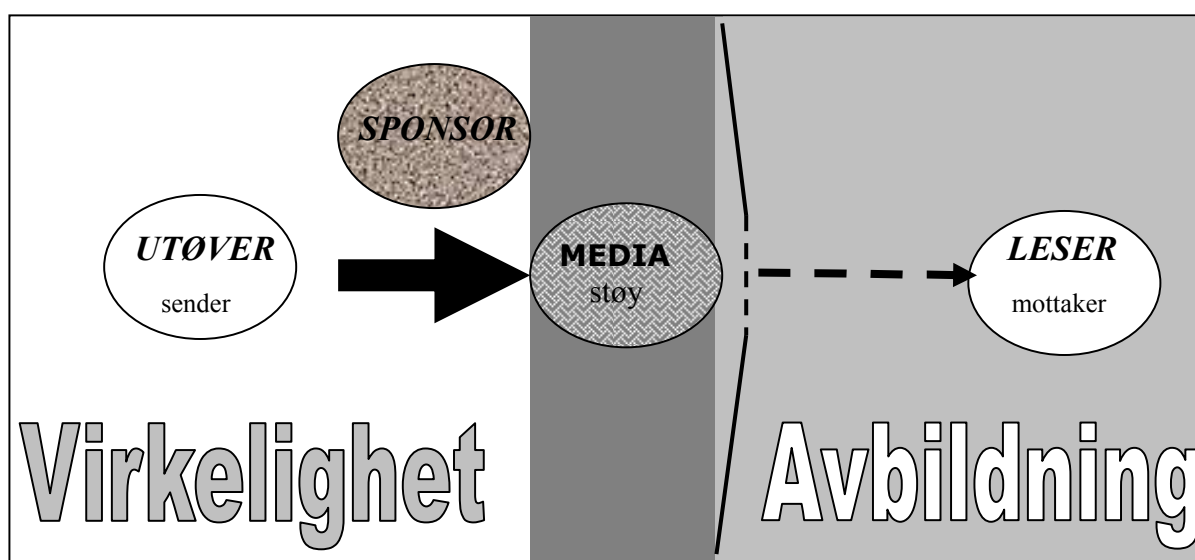 SPONSOR
UTØVER
sender
MEDIA
støy
LESER
mottaker
Virkelighet
Avbildning